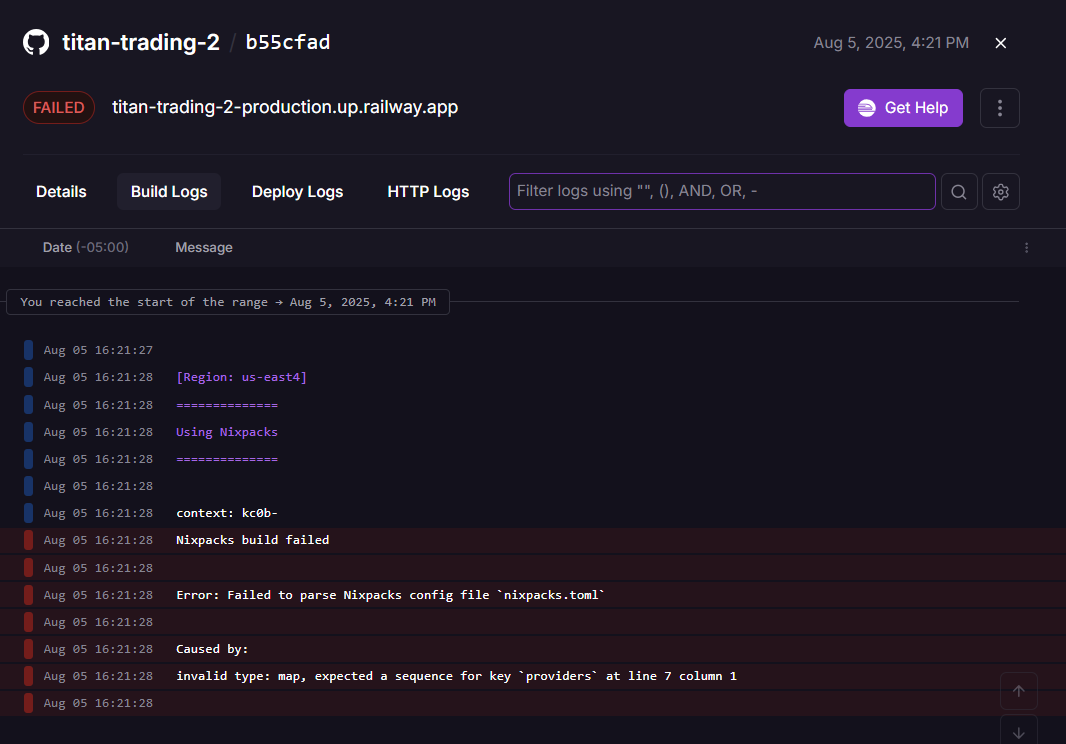 titan-trading-2 / b55cfad
Aug 5, 2025, 4:21 PM
FAILED
titan-trading-2-production.up.railway.app
Get Help
Details
Build Logs
Deploy Logs
HTTP Logs
Filter logs using "", (), AND, OR, -
Date (-05:00)
Message
You reached the start of the range → Aug 5, 2025, 4:21 PM
Aug 05 16:21:27
Aug 05 16:21:28 [Region: us-east4]
Aug 05 16:21:28 ==============
Aug 05 16:21:28 Using Nixpacks
Aug 05 16:21:28 ==============
Aug 05 16:21:28
Aug 05 16:21:28 context: kc0b-
Aug 05 16:21:28 Nixpacks build failed
Aug 05 16:21:28
Aug 05 16:21:28 Error: Failed to parse Nixpacks config file `nixpacks.toml`
Aug 05 16:21:28
Aug 05 16:21:28 Caused by:
Aug 05 16:21:28 invalid type: map, expected a sequence for key `providers` at line 7 column 1
Aug 05 16:21:28